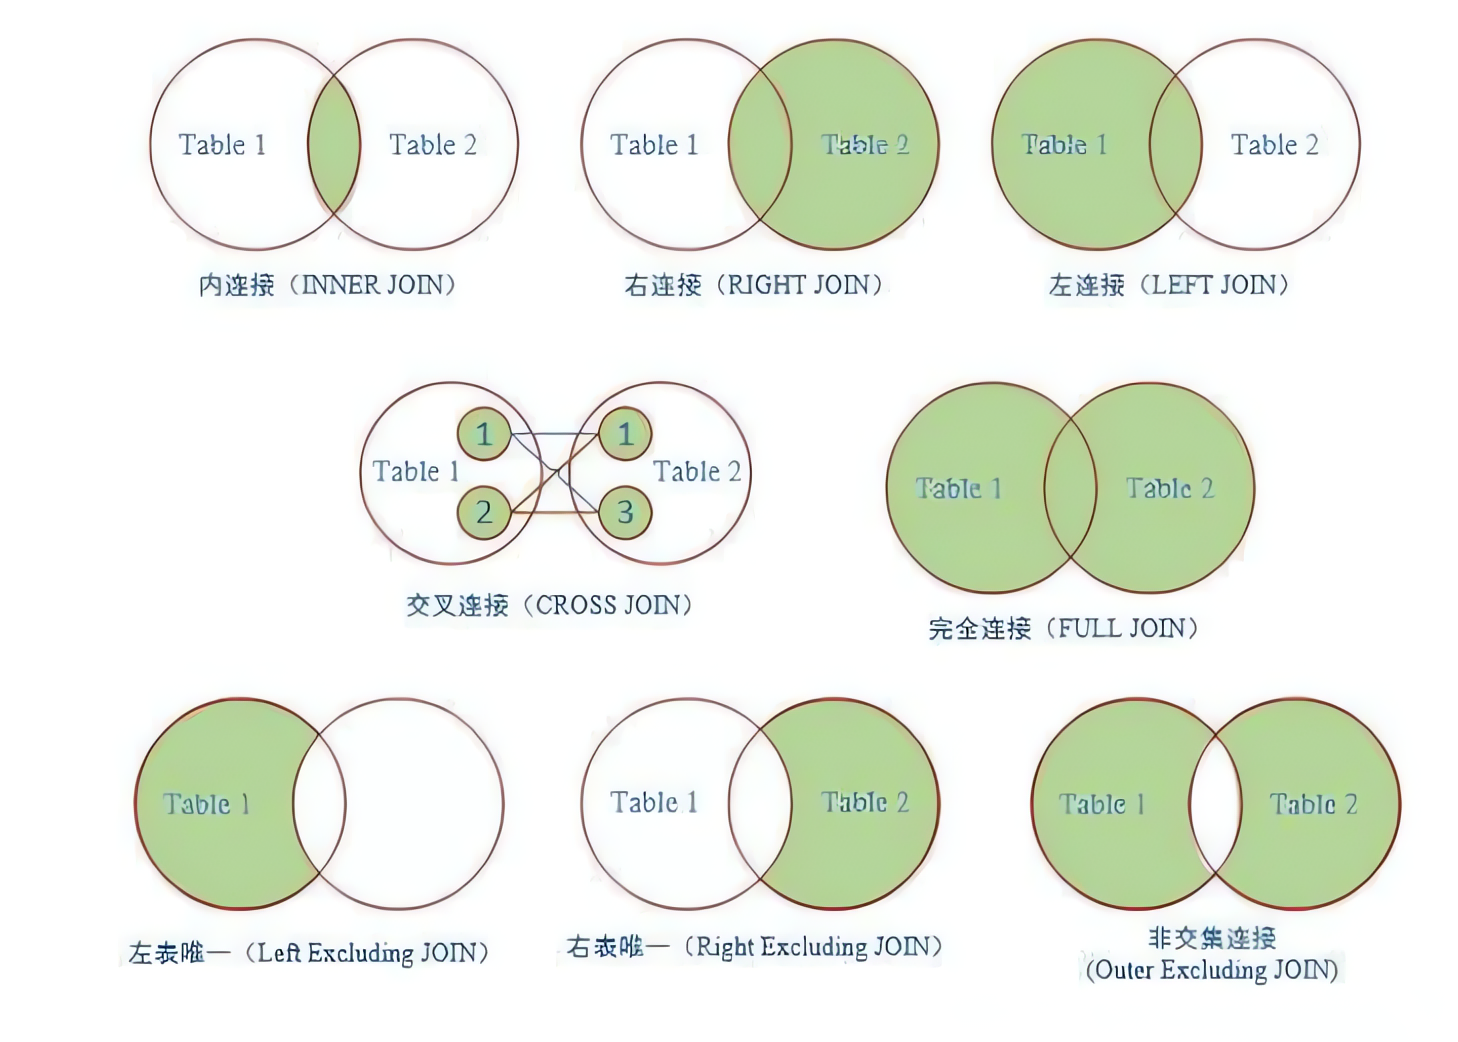 Table 1
Table 2
Table 1
Table 2
Table 1
Table 2
内连接（INNER JOIN）
右连接（RIGHT JOIN）
左连接（LEFT JOIN）
1
1
Table 1
Table 2
2
3
Table 1
Table 2
交叉连接（CROSS JOIN）
完全连接（FULL JOIN）
Table 1
Table 1
Table 2
Table 1
Table 2
左表唯一（Left Excluding JOIN）
右表唯一（Right Excluding JOIN）
非交集连接
(Outer Excluding JOIN)